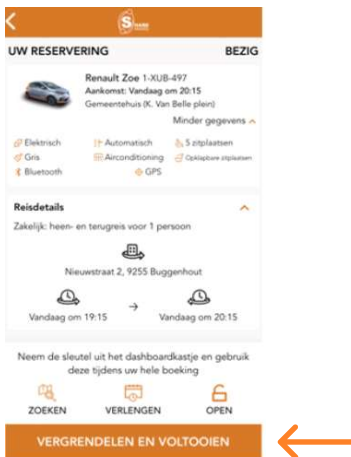 SHARE
UW RESERVERING BEZIG
Renault Zoe 1-XUB-497
Aankomst: Vandaag om 20:15
Gemeentehuis (K. Van Belle plein)
Minder gegevens
Elektrisch Automatisch 5 zitplaatsen
Gris Airconditioning Opklapbare zitplaatsen
Bluetooth GPS
Reisdetails
Zakelijk: heen- en terugreis voor 1 persoon
Nieuwstraat 2, 9255 Buggenhout
Vandaag om 19:15 → Vandaag om 20:15
Neem de sleutel uit het dashboardkastje en gebruik
deze tijdens uw hele boeking
ZOEKEN VERLENGEN OPEN
VERGRENDELEN EN VOLTOOIEN